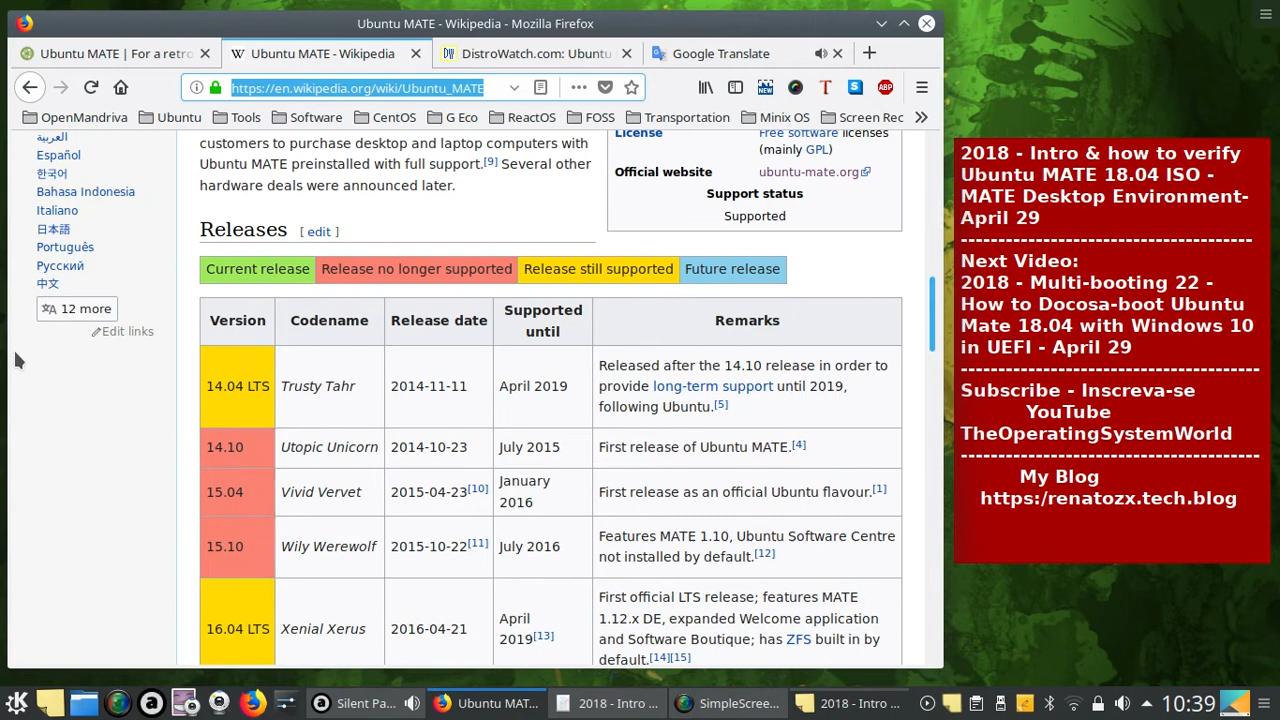 Ubuntu MATE - Wikipedia - Mozilla Firefox
Ubuntu MATE | For a retro
Ubuntu MATE - Wikipedia
DistroWatch.com: Ubuntu
Google Translate
https://en.wikipedia.org/wiki/Ubuntu_MATE
OpenMandriva
Ubuntu
Tools
Software
CentOS
G Eco
ReactOS
FOSS
Transportation
Minix OS
Screen Rec
العربية
Español
한국어
Bahasa Indonesia
Italiano
日本語
Português
Русский
中文
12 more
Edit links
customers to purchase desktop and laptop computers with
Ubuntu MATE preinstalled with full support.[9] Several other
hardware deals were announced later.
License
Free software licenses
(mainly GPL)
Official website
ubuntu-mate.org
Support status
Supported
Releases [ edit ]
Current release
Release no longer supported
Release still supported
Future release
Version
Codename
Release date
Supported
until
Remarks
14.04 LTS
Trusty Tahr
2014-11-11
April 2019
Released after the 14.10 release in order to
provide long-term support until 2019,
following Ubuntu.[5]
14.10
Utopic Unicorn
2014-10-23
July 2015
First release of Ubuntu MATE.[4]
15.04
Vivid Vervet
2015-04-23[10]
January
2016
First release as an official Ubuntu flavour.[1]
15.10
Wily Werewolf
2015-10-22[11]
July 2016
Features MATE 1.10, Ubuntu Software Centre
not installed by default.[12]
16.04 LTS
Xenial Xerus
2016-04-21
April
2019[13]
First official LTS release; features MATE
1.12.x DE, expanded Welcome application
and Software Boutique; has ZFS built in by
default.[14][15]
2018 - Intro & how to verify
Ubuntu MATE 18.04 ISO -
MATE Desktop Environment-
April 29
---------------------------------------
Next Video:
2018 - Multi-booting 22 -
How to Docosa-boot Ubuntu
Mate 18.04 with Windows 10
in UEFI - April 29
----------------------------------------
Subscribe - Inscreva-se
YouTube
TheOperatingSystemWorld
----------------------------------------
My Blog
https:/renatozx.tech.blog
Silent Pa...
Ubuntu MAT...
2018 - Intro ...
SimpleScreen...
2018 - Intro ...
10:39